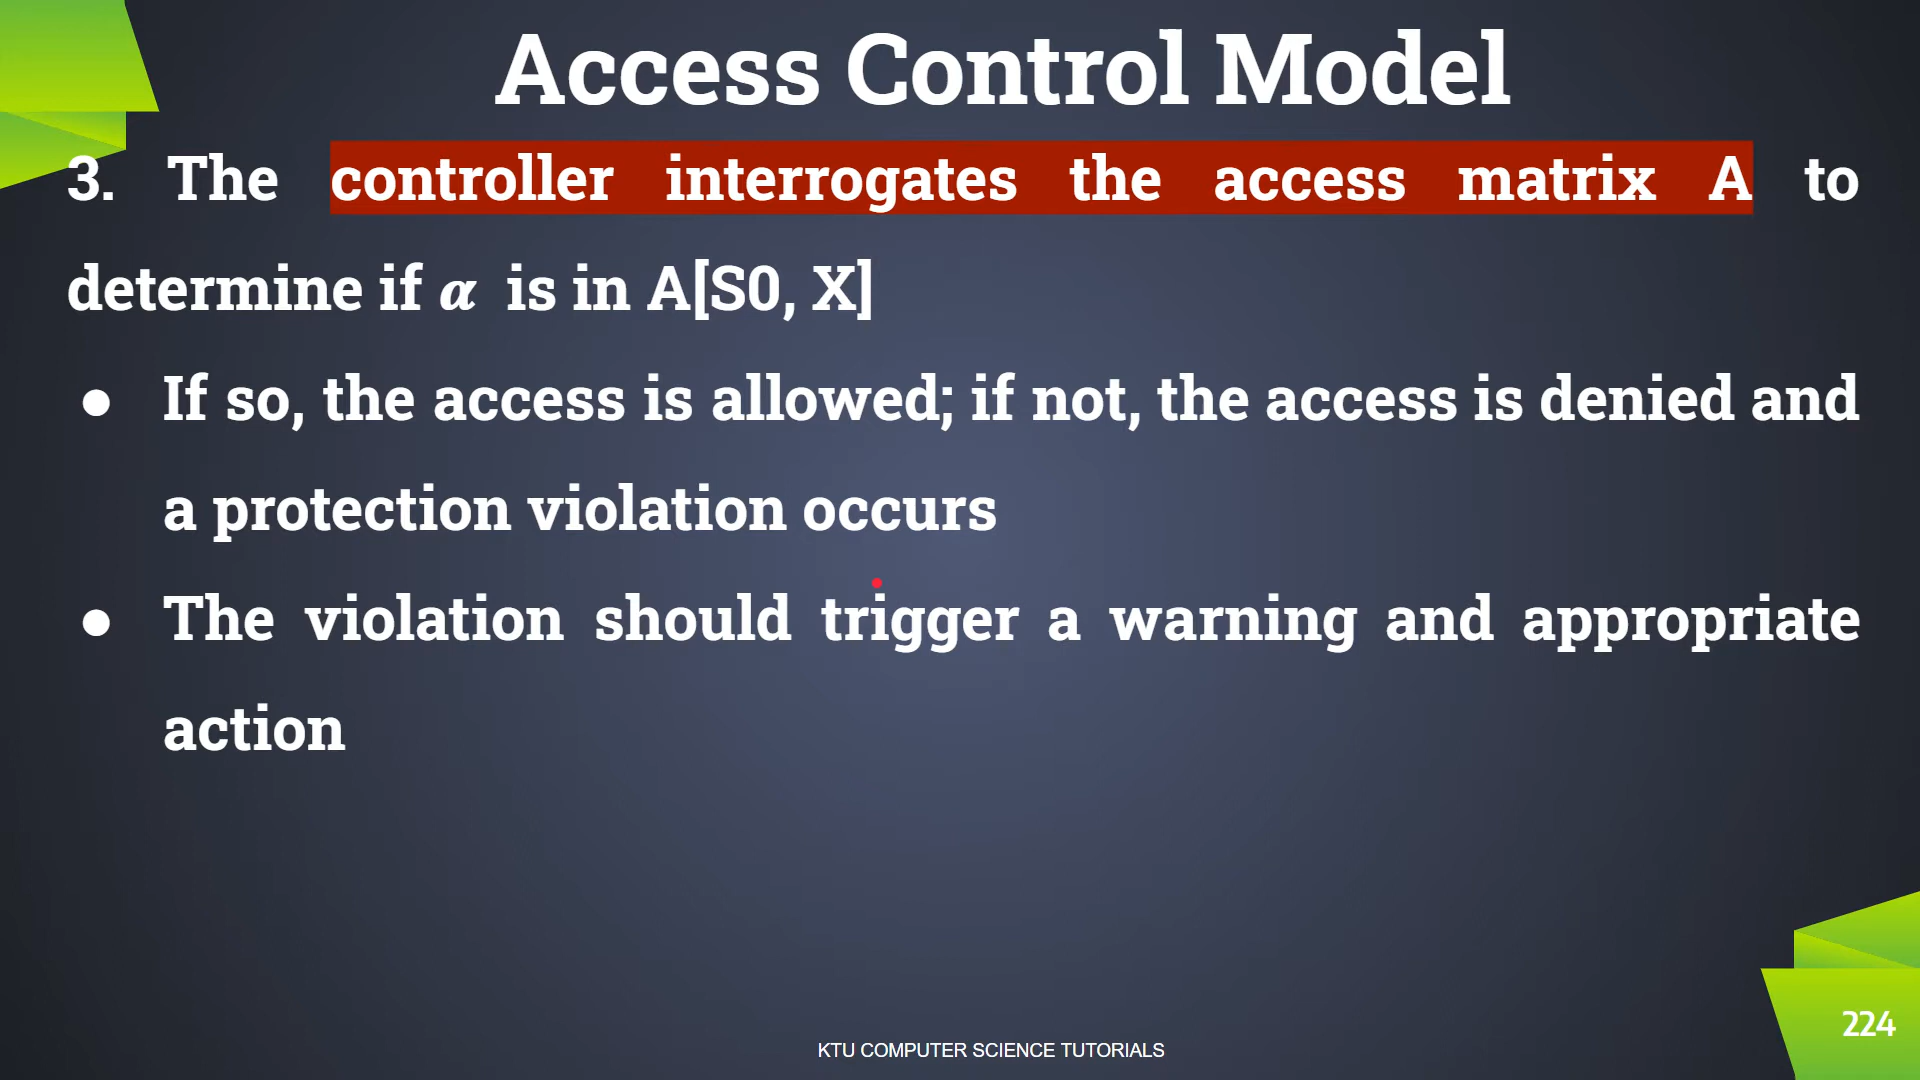 Access Control Model
3. The controller interrogates the access matrix A to
determine if α is in A[S0, X]
● If so, the access is allowed; if not, the access is denied and
a protection violation occurs
● The violation should trigger a warning and appropriate
action
224
KTU COMPUTER SCIENCE TUTORIALS